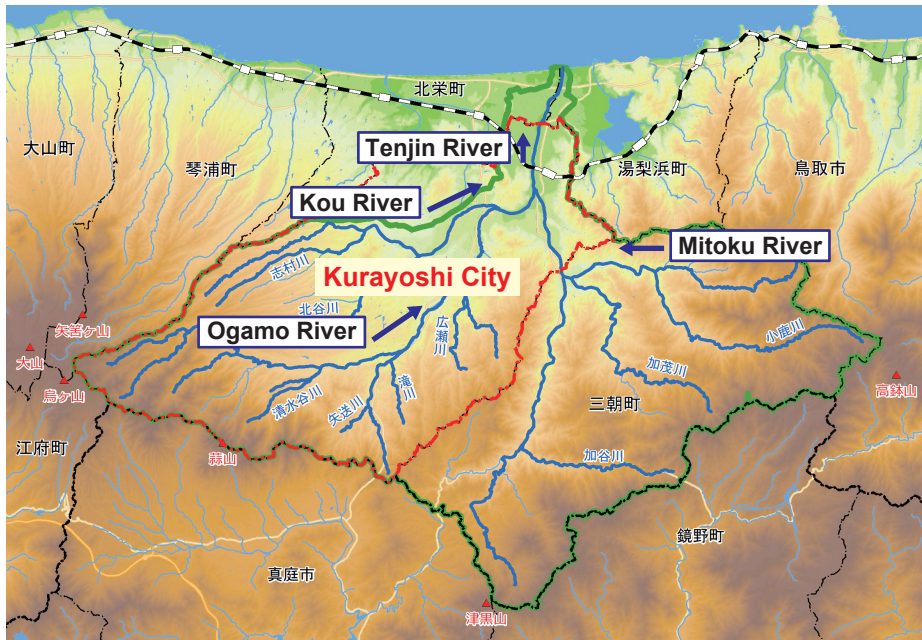 北栄町
大山町
琴浦町
Tenjin River
湯梨浜町
鳥取市
Kou River
Mitoku River
志村川
Kurayoshi City
北谷川
矢筈ヶ山
Ogamo River
広瀬川
小鹿川
大山
烏ヶ山
加茂川
滝川
高鉢山
清水谷川
矢送川
三朝町
江府町
蒜山
加谷川
鏡野町
真庭市
津黒山